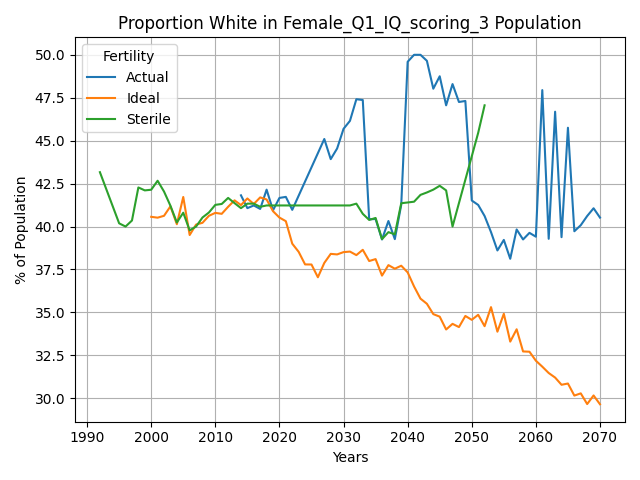 Proportion White in Female_Q1_IQ_scoring_3 Population
Fertility
Actual
Ideal
Sterile
% of Population
50.0
47.5
45.0
42.5
40.0
37.5
35.0
32.5
30.0
1990 2000 2010 2020 2030 2040 2050 2060 2070
Years